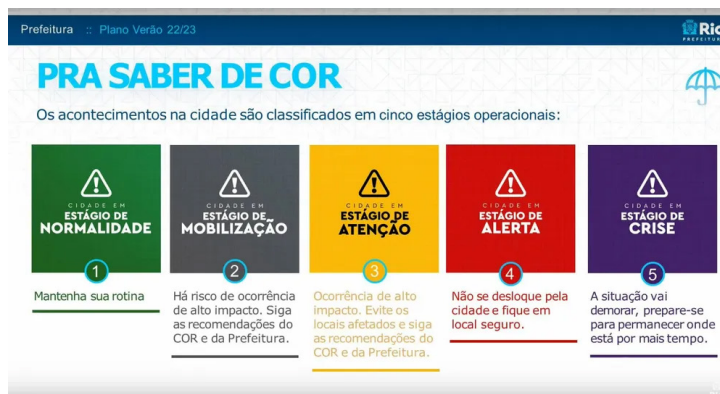 Prefeitura :: Plano Verão 22/23
Rio
PREFEITURA
PRA SABER DE COR
Os acontecimentos na cidade são classificados em cinco estágios operacionais:
CIDADE EM
ESTÁGIO DE
NORMALIDADE
1
Mantenha sua rotina
CIDADE EM
ESTÁGIO DE
MOBILIZAÇÃO
2
Há risco de ocorrência
de alto impacto. Siga
as recomendações do
COR e da Prefeitura.
CIDADE EM
ESTÁGIO DE
ATENÇÃO
3
Ocorrência de alto
impacto. Evite os
locais afetados e siga
as recomendações do
COR e da Prefeitura.
CIDADE EM
ESTÁGIO DE
ALERTA
4
Não se desloque pela
cidade e fique em
local seguro.
CIDADE EM
ESTÁGIO DE
CRISE
5
A situação vai
demorar, prepare-se
para permanecer onde
está por mais tempo.